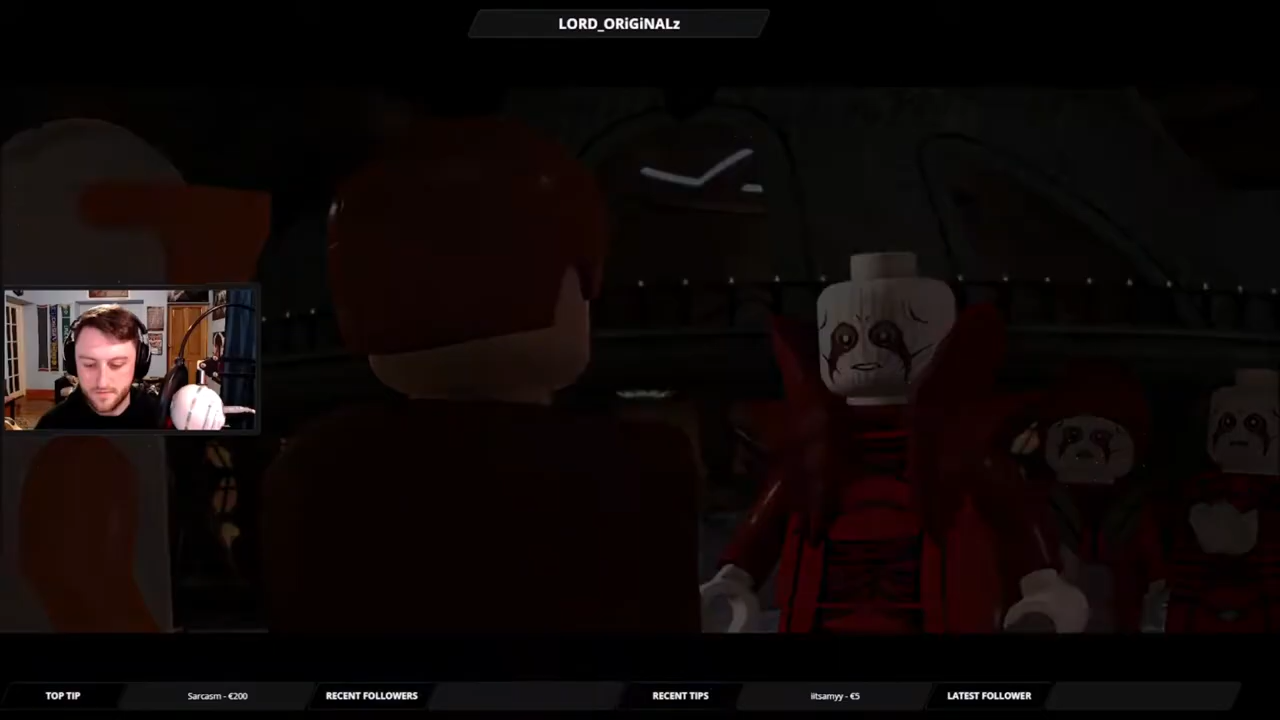 LORD_ORiGiNALz
TOP TIP
Sarcasm - €200
RECENT FOLLOWERS
RECENT TIPS
iitsamyy - €5
LATEST FOLLOWER